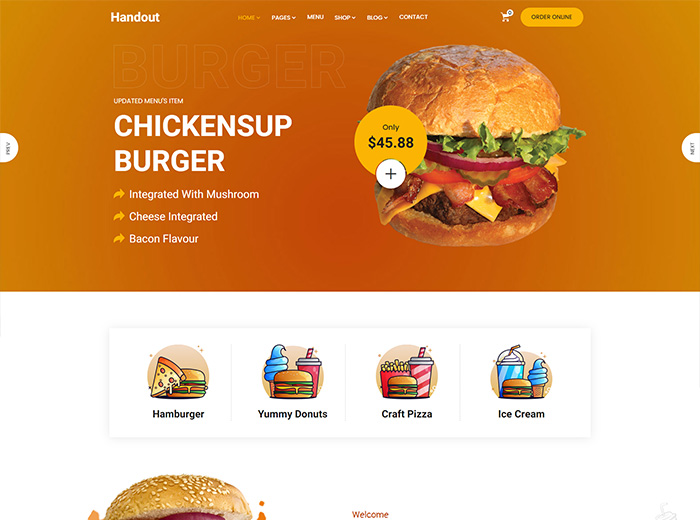 Handout
HOME PAGES MENU SHOP BLOG CONTACT
0
ORDER ONLINE
BURGER
UPDATED MENU'S ITEM
CHICKENSUP
BURGER
Only
$45.88
+
Integrated With Mushroom
Cheese Integrated
Bacon Flavour
PREV
NEXT
Hamburger
Yummy Donuts
Craft Pizza
Ice Cream
Welcome